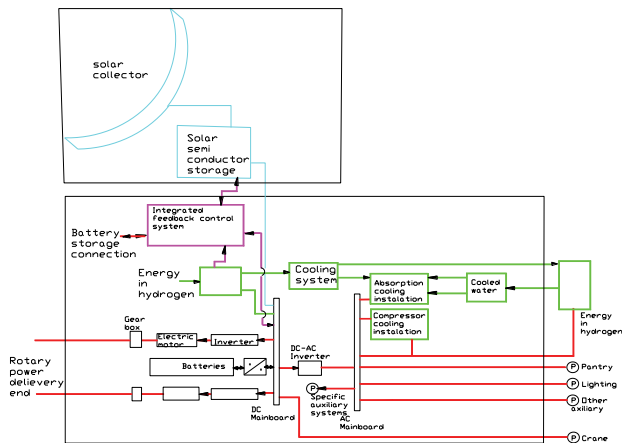 solar
collector
Solar
semi
conductor
storage
Integrated
feedback control
system
Battery
storage
connection
Energy
in
hydrogen
Cooling
system
Absorption
cooling
instalation
Cooled
water
Compressor
cooling
instalation
Energy
in
hydrogen
Gear
box
Electric
motor
Inverter
DC-AC
Inverter
Batteries
Rotary
power
delievery
end
P
Specific
auxiliary
systems
DC
Mainboard
AC
Mainboard
P Pantry
P Lighting
P Other
axiliary
P Crane